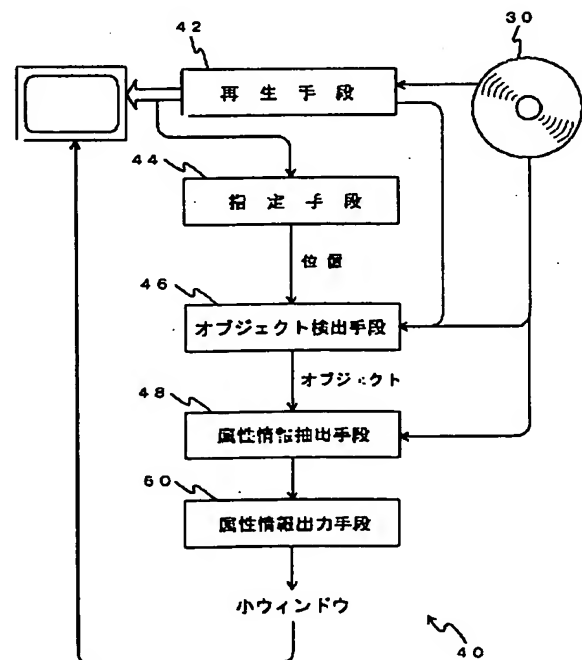 42
30
再生手段
44
指定手段
位置
46
オブジェクト検出手段
オブジェクト
48
属性情報抽出手段
50
属性情報出力手段
小ウィンドウ
40